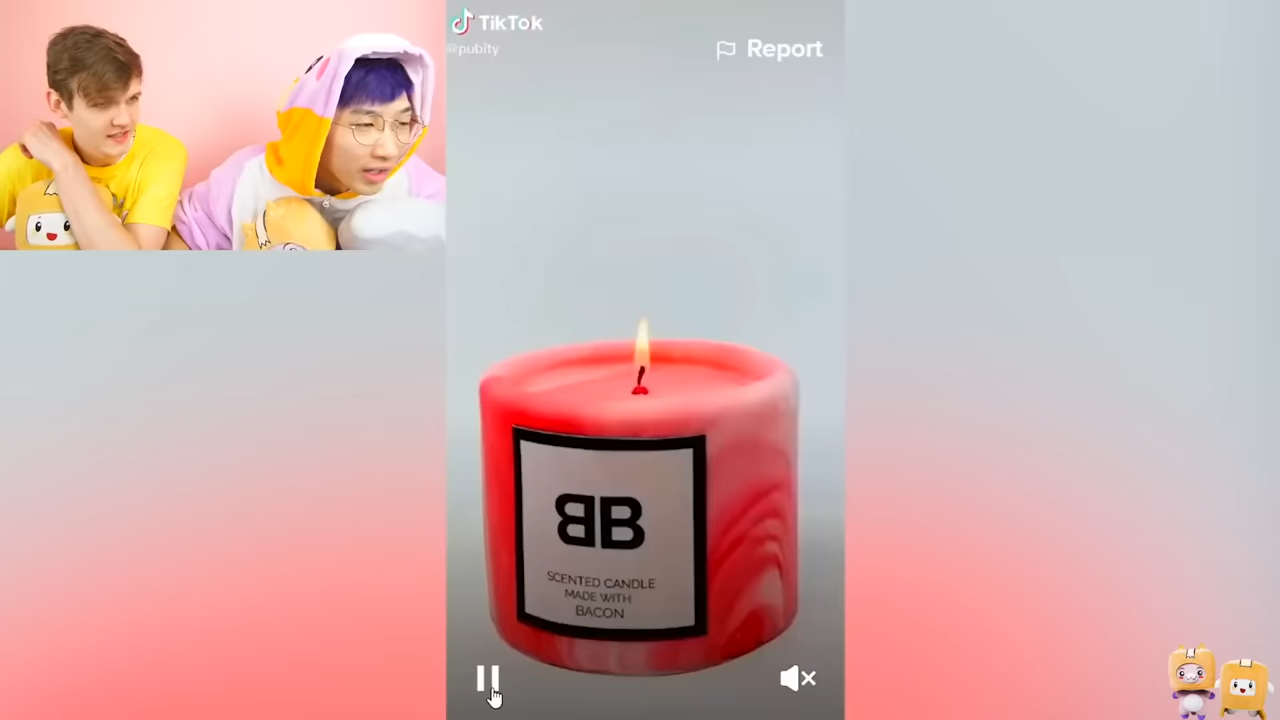 TikTok
@pubity
Report
BB
SCENTED CANDLE
MADE WITH
BACON